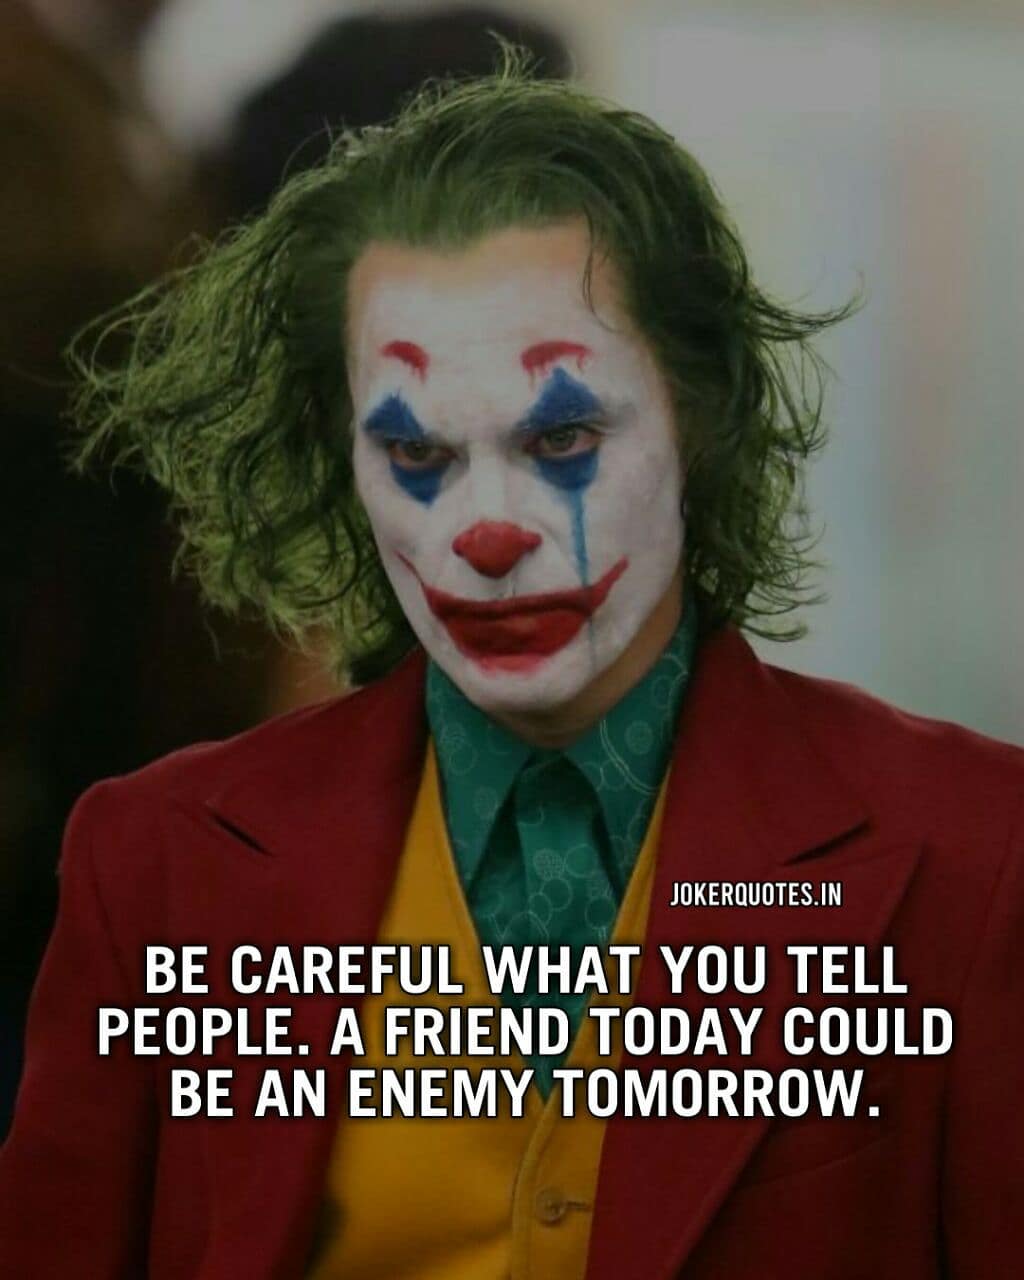 JOKERQUOTES.IN
BE CAREFUL WHAT YOU TELL
PEOPLE. A FRIEND TODAY COULD
BE AN ENEMY TOMORROW.